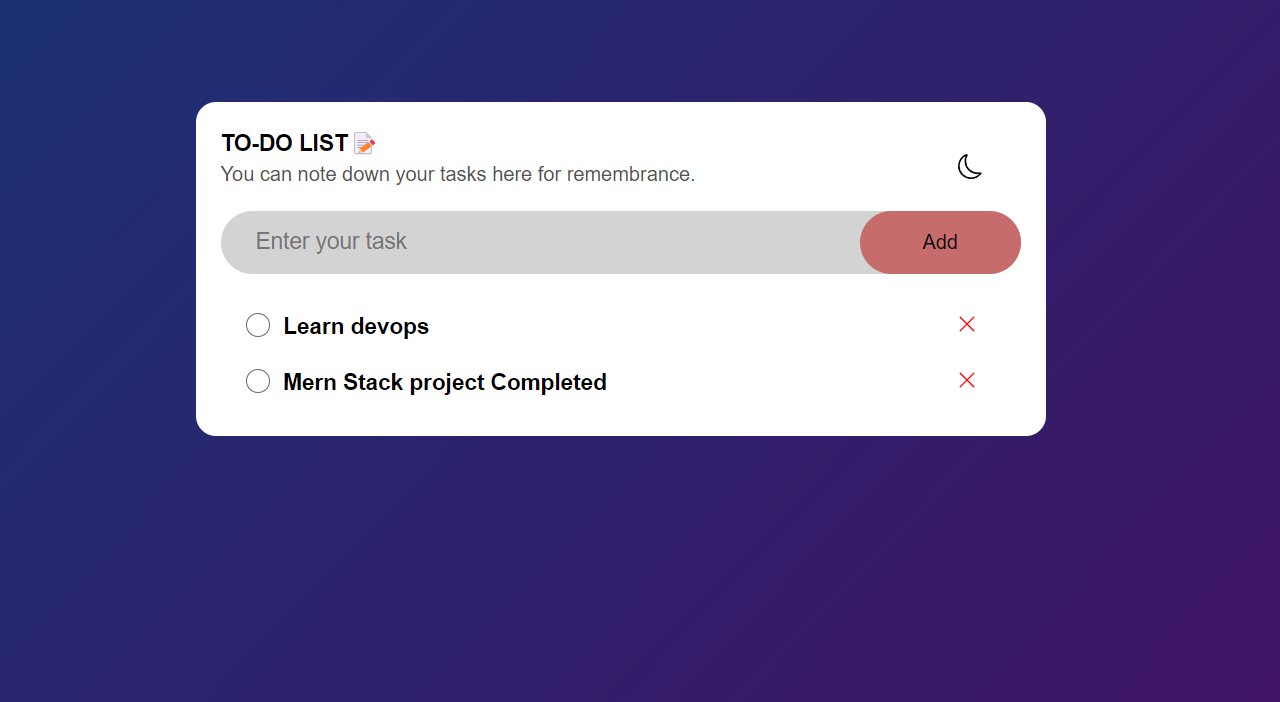 TO-DO LIST
You can note down your tasks here for remembrance.
Enter your task
Add
Learn devops
Mern Stack project Completed